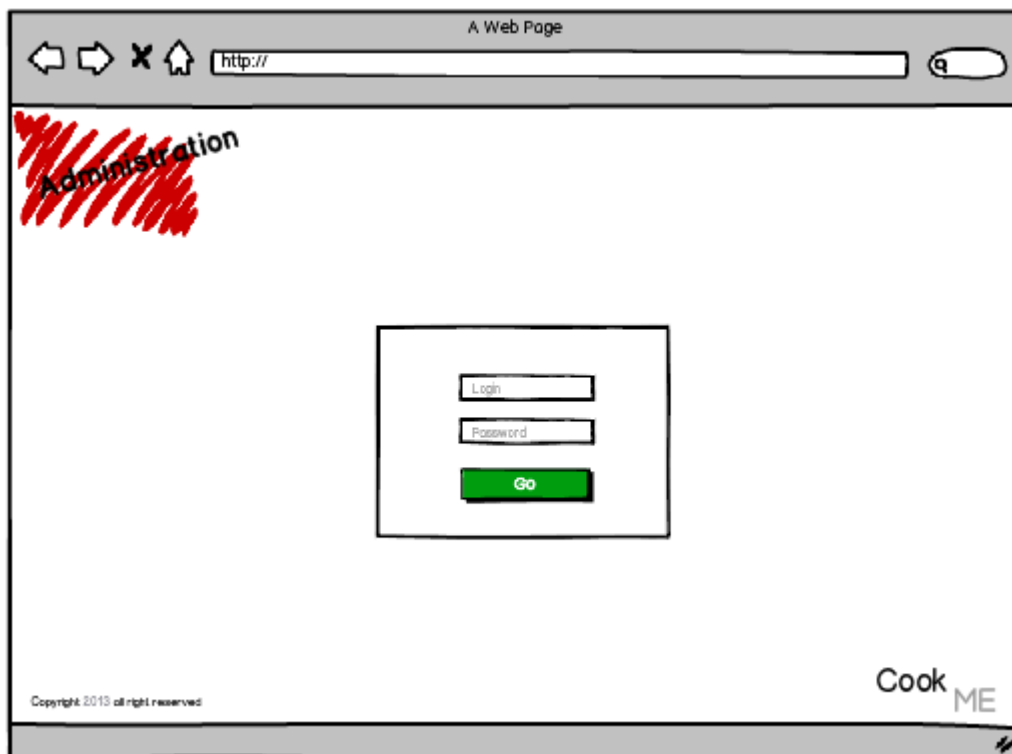 A Web Page
http://
Administration
Login
Password
Go
Cook
ME
Copyright 2013 all right reserved